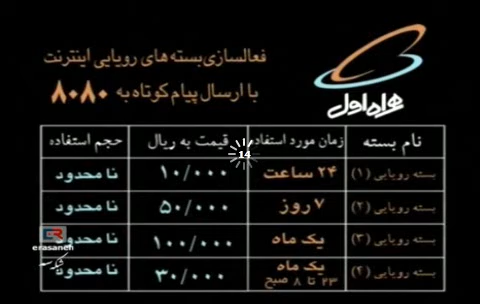 فعالسازی بسته های رویایی اینترنت
با ارسال پیام کوتاه به ۸۰۸۰
همراه اول
نام بسته زمان مورد استفاده قیمت به ریال حجم استفاده
14
بسته رویایی (۱) ۲۴ ساعت ۱۰/۰۰۰ نا محدود
بسته رویایی (۲) ۷ روز ۵۰/۰۰۰ نا محدود
بسته رویایی (۳) یک ماه ۱۰۰/۰۰۰ نا محدود
بسته رویایی (۴) یک ماه ۳۰/۰۰۰ نا محدود
۲۳ تا ۸ صبح
erasaneh